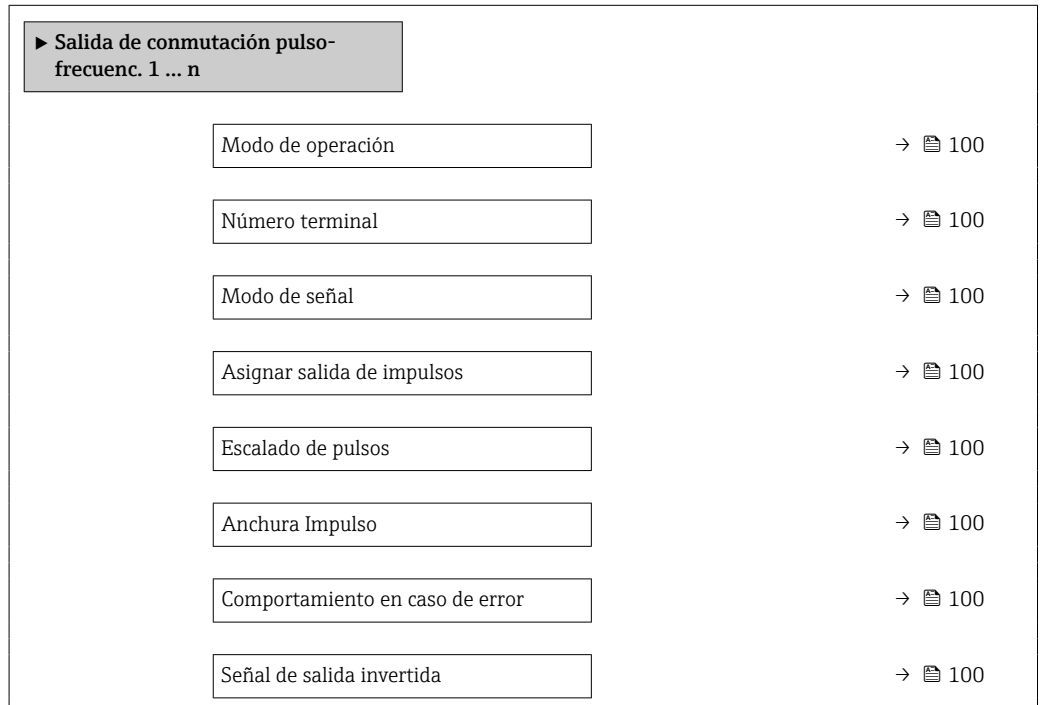 ▶ Salida de conmutación pulso-
frecuenc. 1 ... n
Modo de operación → 100
Número terminal → 100
Modo de señal → 100
Asignar salida de impulsos → 100
Escalado de pulsos → 100
Anchura Impulso → 100
Comportamiento en caso de error → 100
Señal de salida invertida → 100